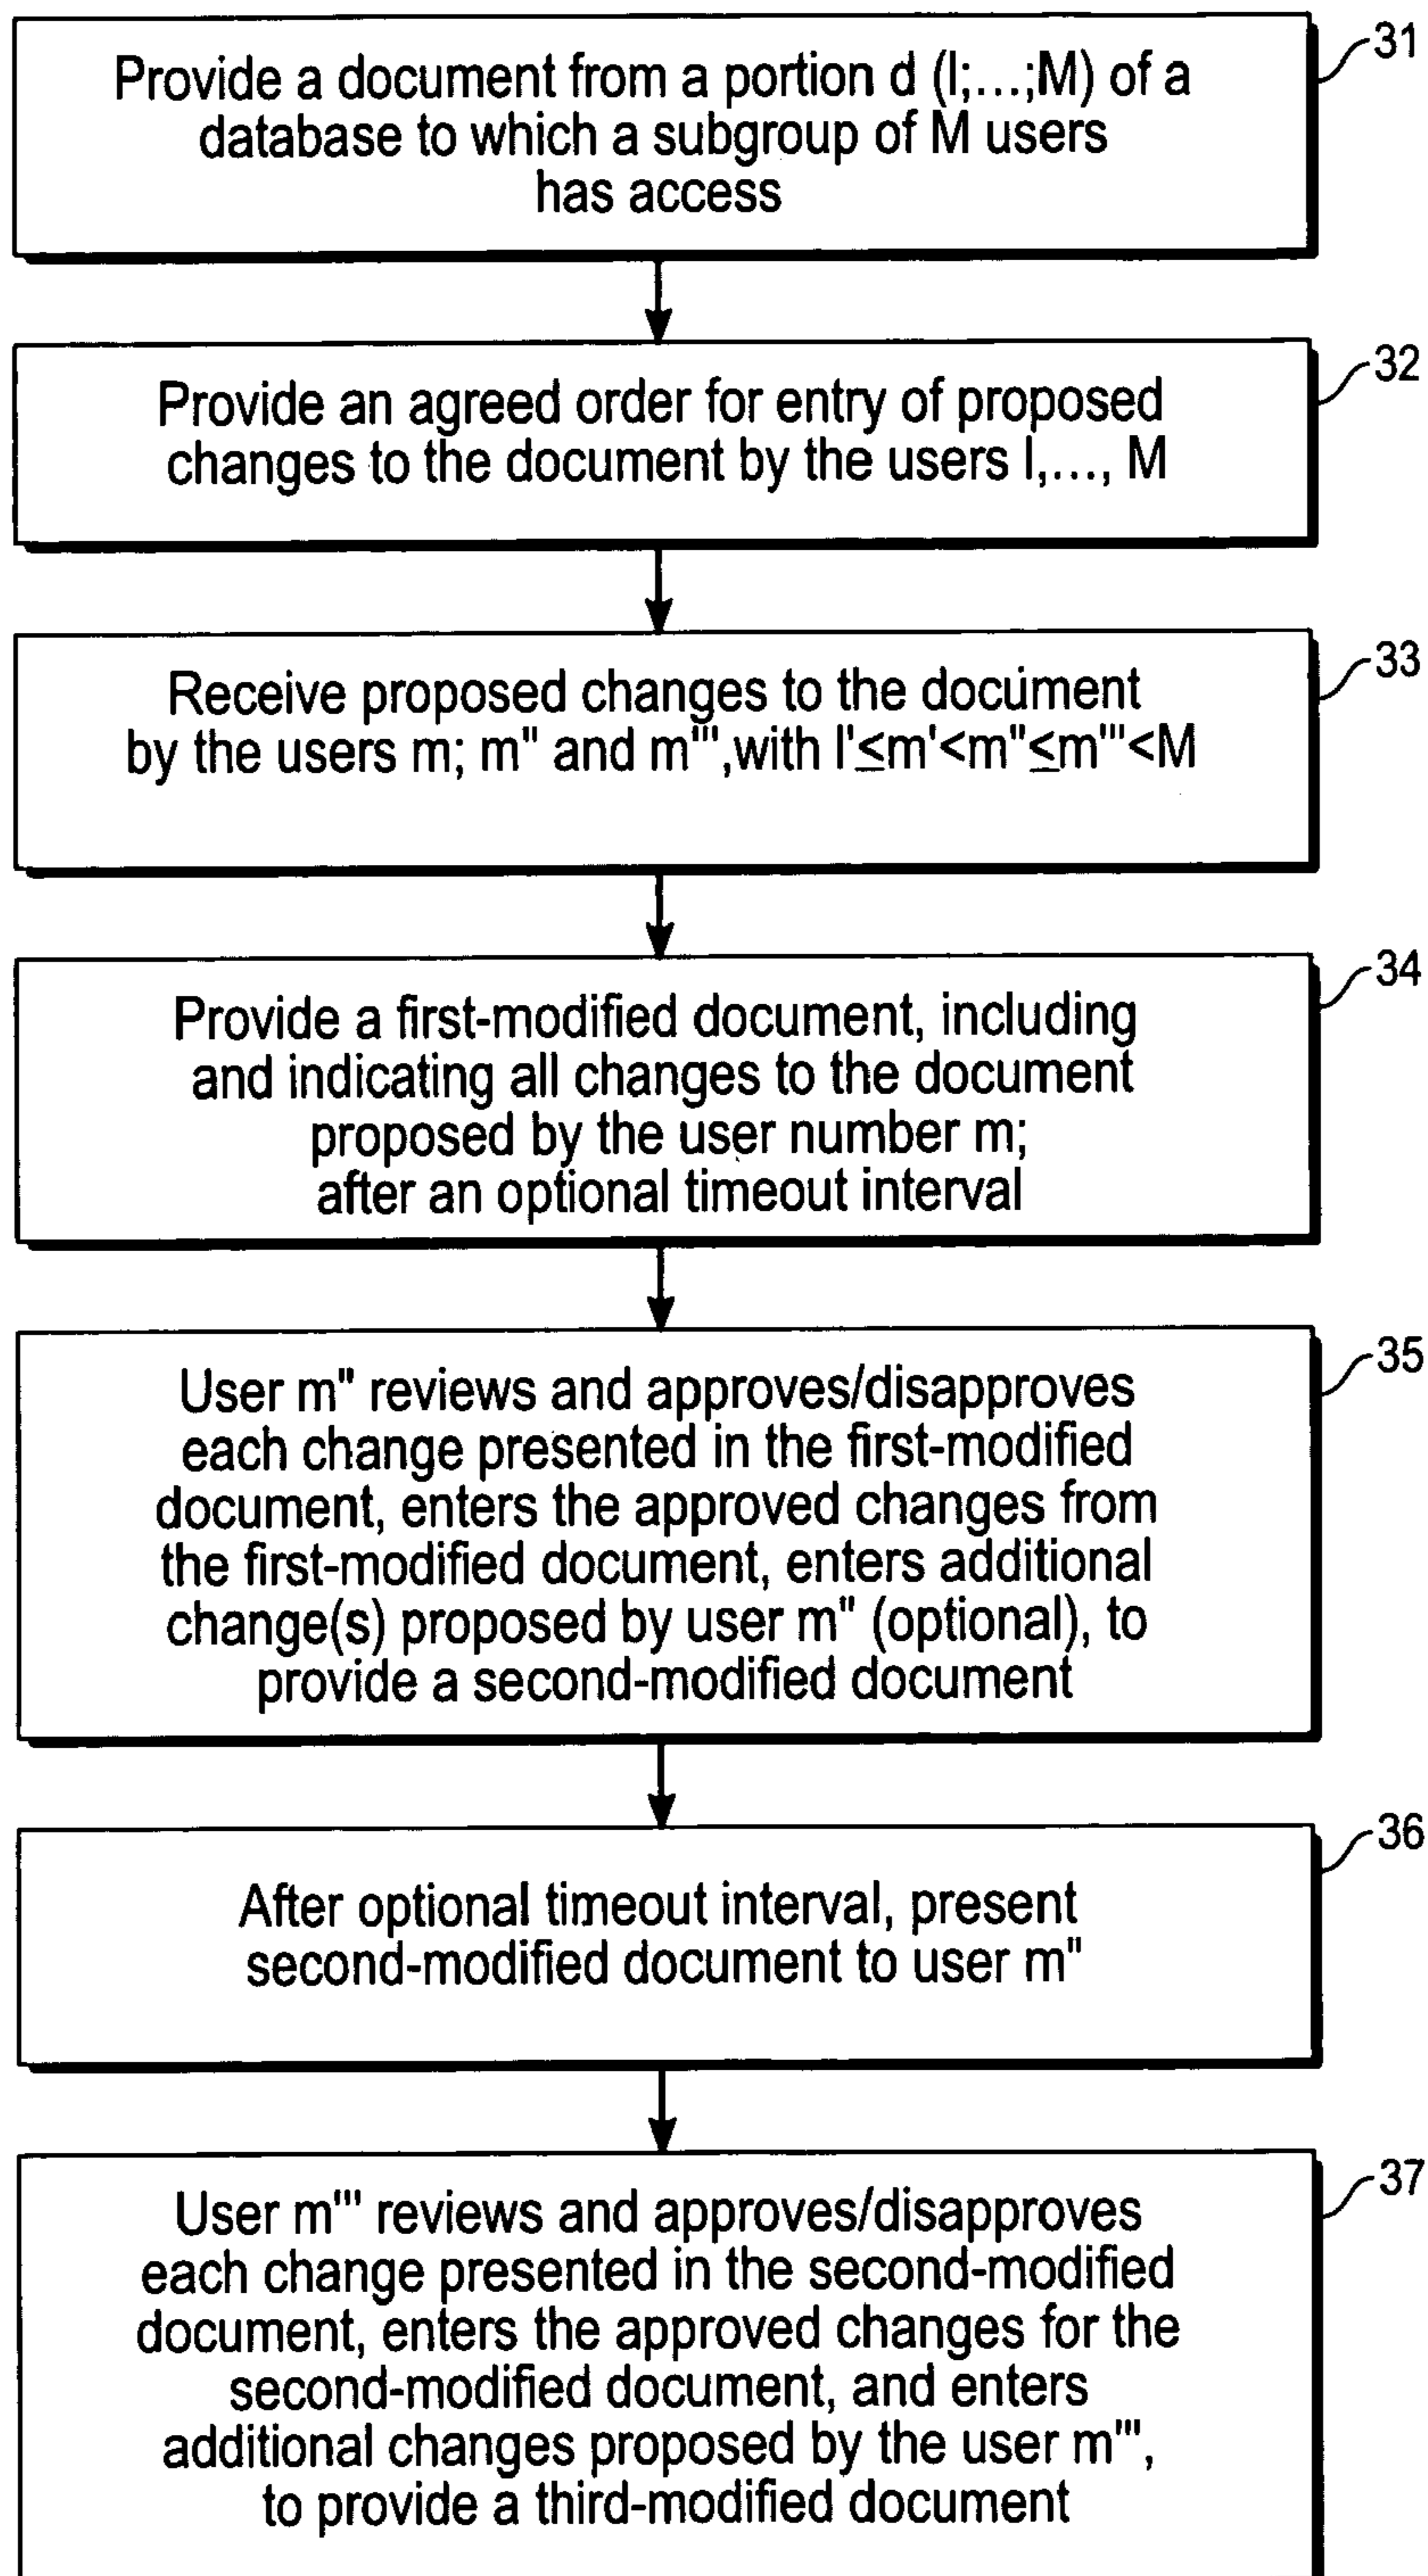 Provide a document from a portion d (I;...;M) of a
database to which a subgroup of M users
has access
31
Provide an agreed order for entry of proposed
changes to the document by the users I,..., M
32
Receive proposed changes to the document
by the users m; m" and m"',with I'≤m'<m"≤m"'<M
33
Provide a first-modified document, including
and indicating all changes to the document
proposed by the user number m;
after an optional timeout interval
34
User m" reviews and approves/disapproves
each change presented in the first-modified
document, enters the approved changes from
the first-modified document, enters additional
change(s) proposed by user m" (optional), to
provide a second-modified document
35
After optional timeout interval, present
second-modified document to user m"
36
User m"' reviews and approves/disapproves
each change presented in the second-modified
document, enters the approved changes for the
second-modified document, and enters
additional changes proposed by the user m"',
to provide a third-modified document
37